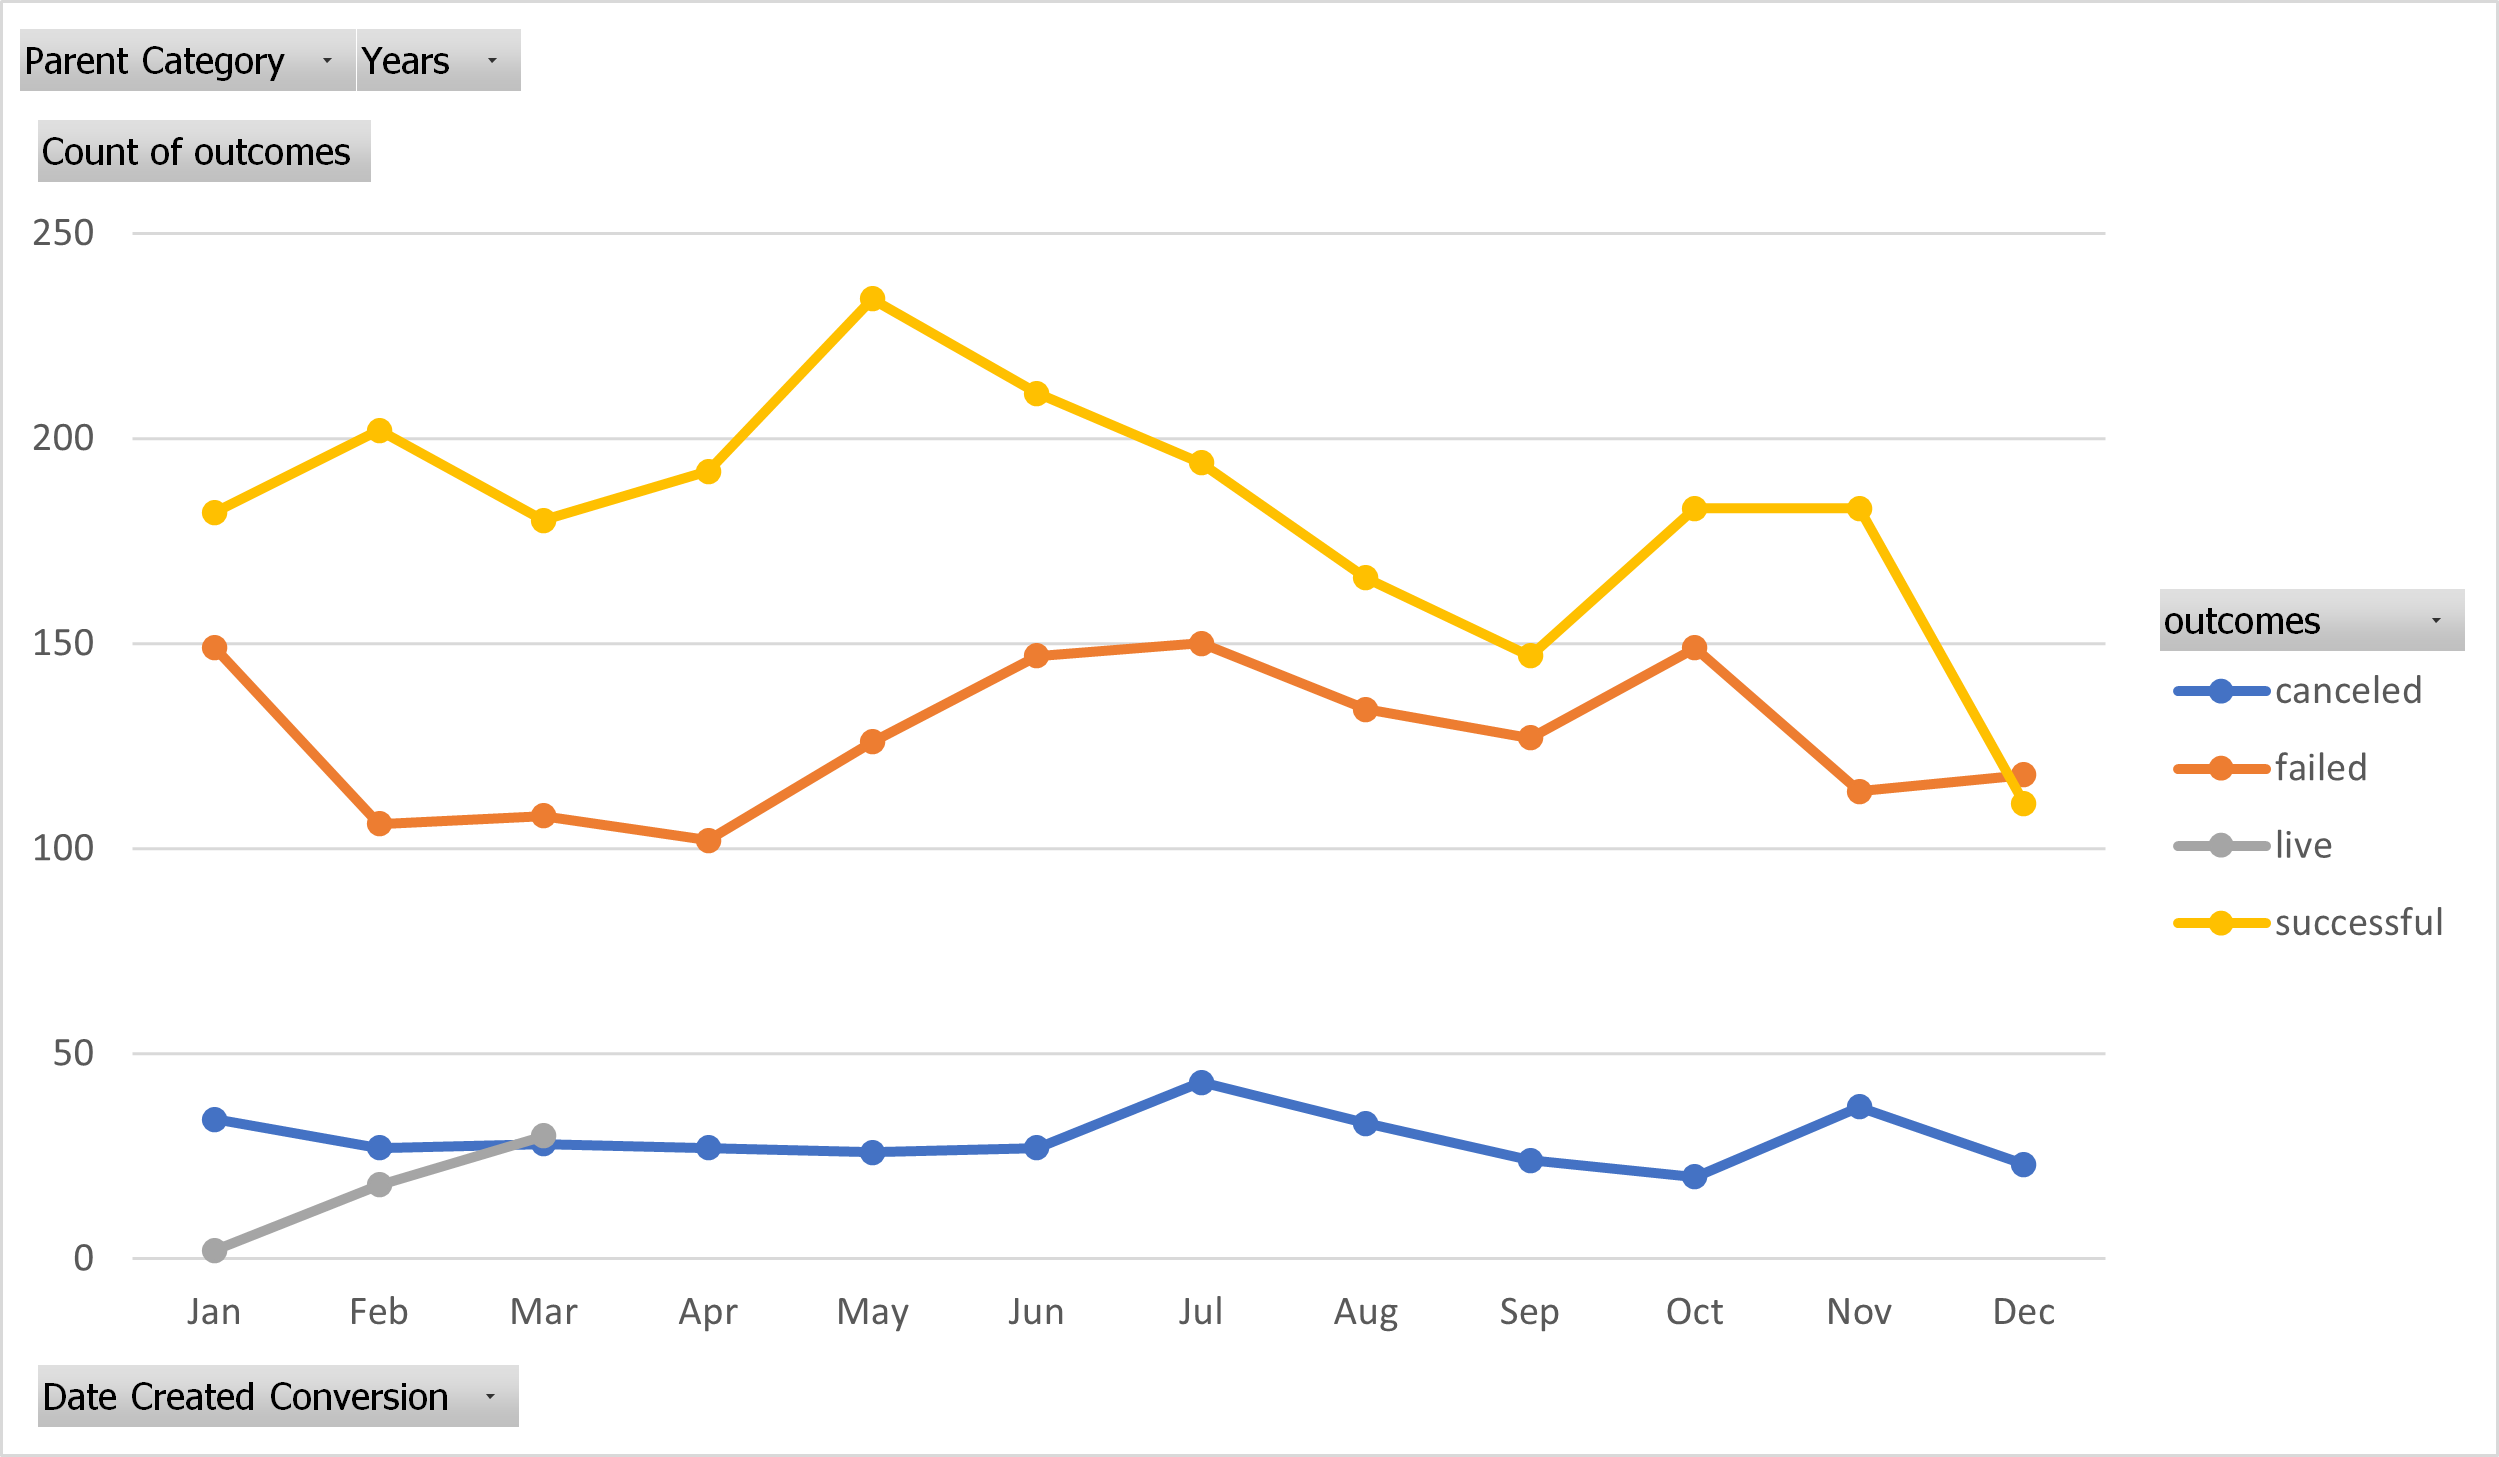 Parent Category Years
Count of outcomes
250
200
150
100
50
0
Jan Feb Mar Apr May Jun Jul Aug Sep Oct Nov Dec
outcomes
canceled
failed
live
successful
Date Created Conversion